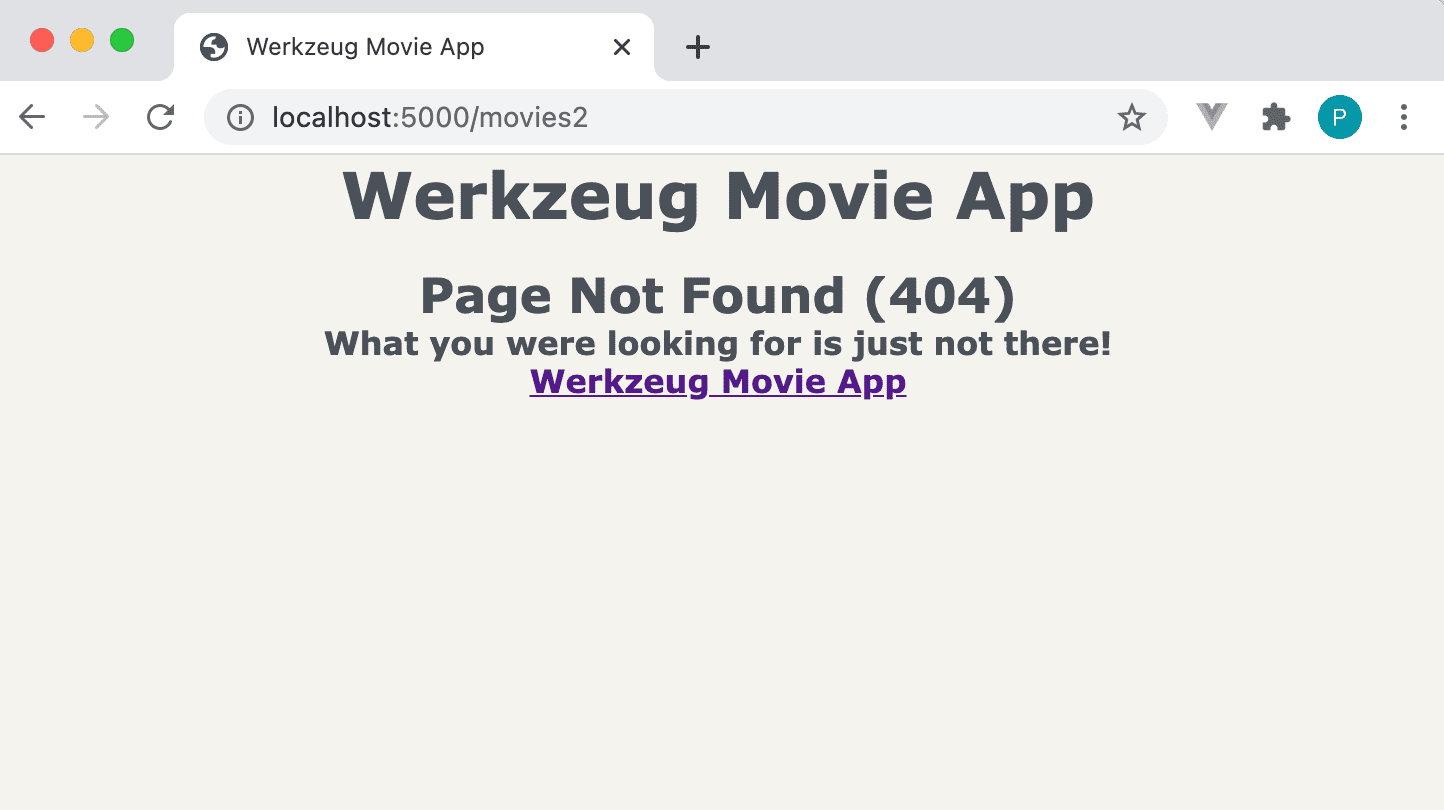 Werkzeug Movie App
localhost:5000/movies2
P
Werkzeug Movie App
Page Not Found (404)
What you were looking for is just not there!
Werkzeug Movie App